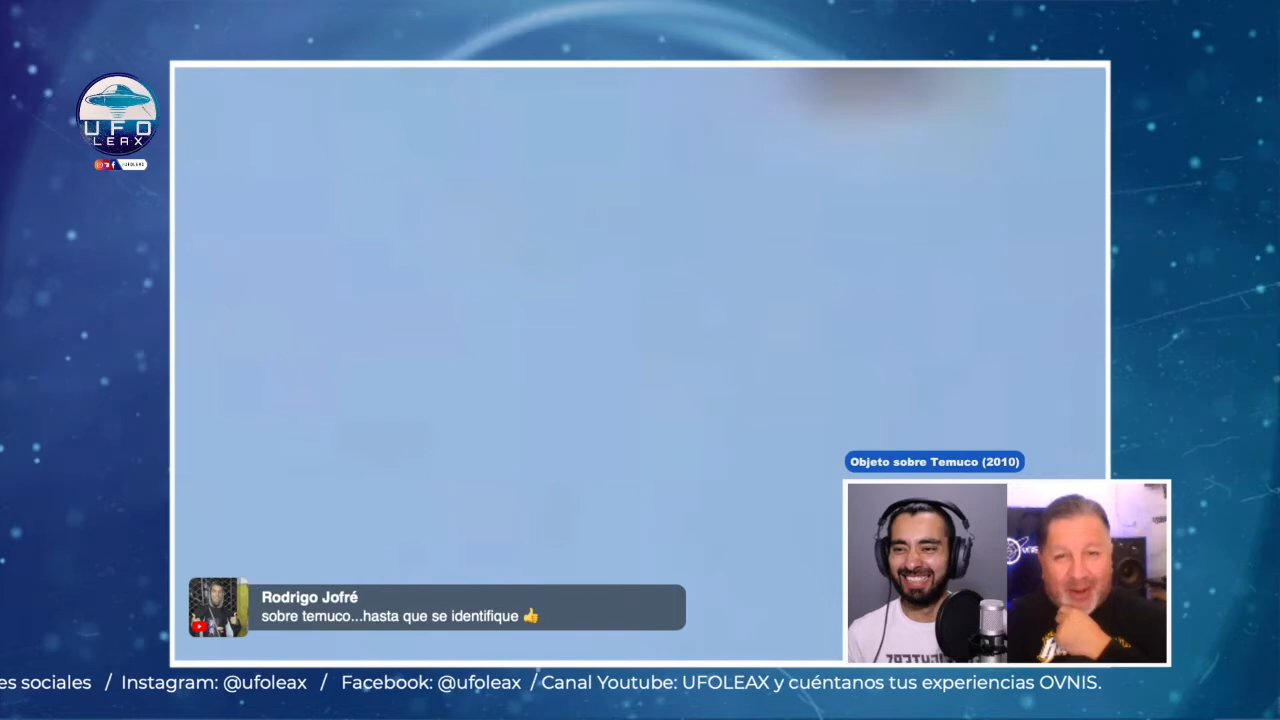 UFO
LEAX
UFOLEAX
Objeto sobre Temuco (2010)
Rodrigo Jofré
sobre temuco...hasta que se identifique 👍
es sociales / Instagram: @ufoleax / Facebook: @ufoleax / Canal Youtube: UFOLEAX y cuéntanos tus experiencias OVNIS.